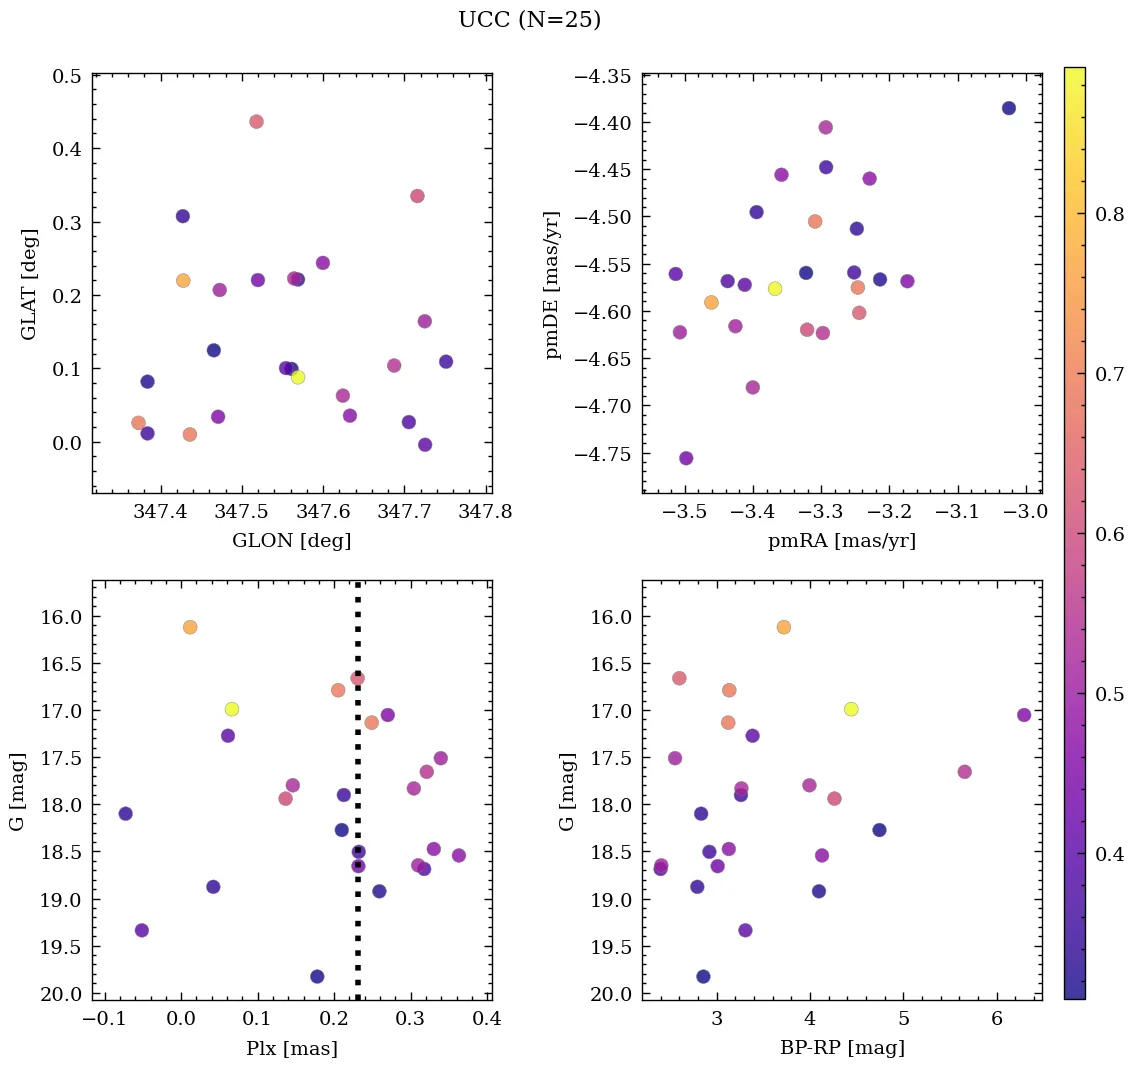 UCC (N=25)
0.5
0.4
0.3
0.2
0.1
0.0
GLAT [deg]
347.4 347.5 347.6 347.7 347.8
GLON [deg]
−4.35
−4.40
−4.45
−4.50
−4.55
−4.60
−4.65
−4.70
−4.75
pmDE [mas/yr]
−3.5 −3.4 −3.3 −3.2 −3.1 −3.0
pmRA [mas/yr]
16.0
16.5
17.0
17.5
18.0
18.5
19.0
19.5
20.0
G [mag]
−0.1 0.0 0.1 0.2 0.3 0.4
Plx [mas]
16.0
16.5
17.0
17.5
18.0
18.5
19.0
19.5
20.0
G [mag]
3 4 5 6
BP-RP [mag]
0.8
0.7
0.6
0.5
0.4